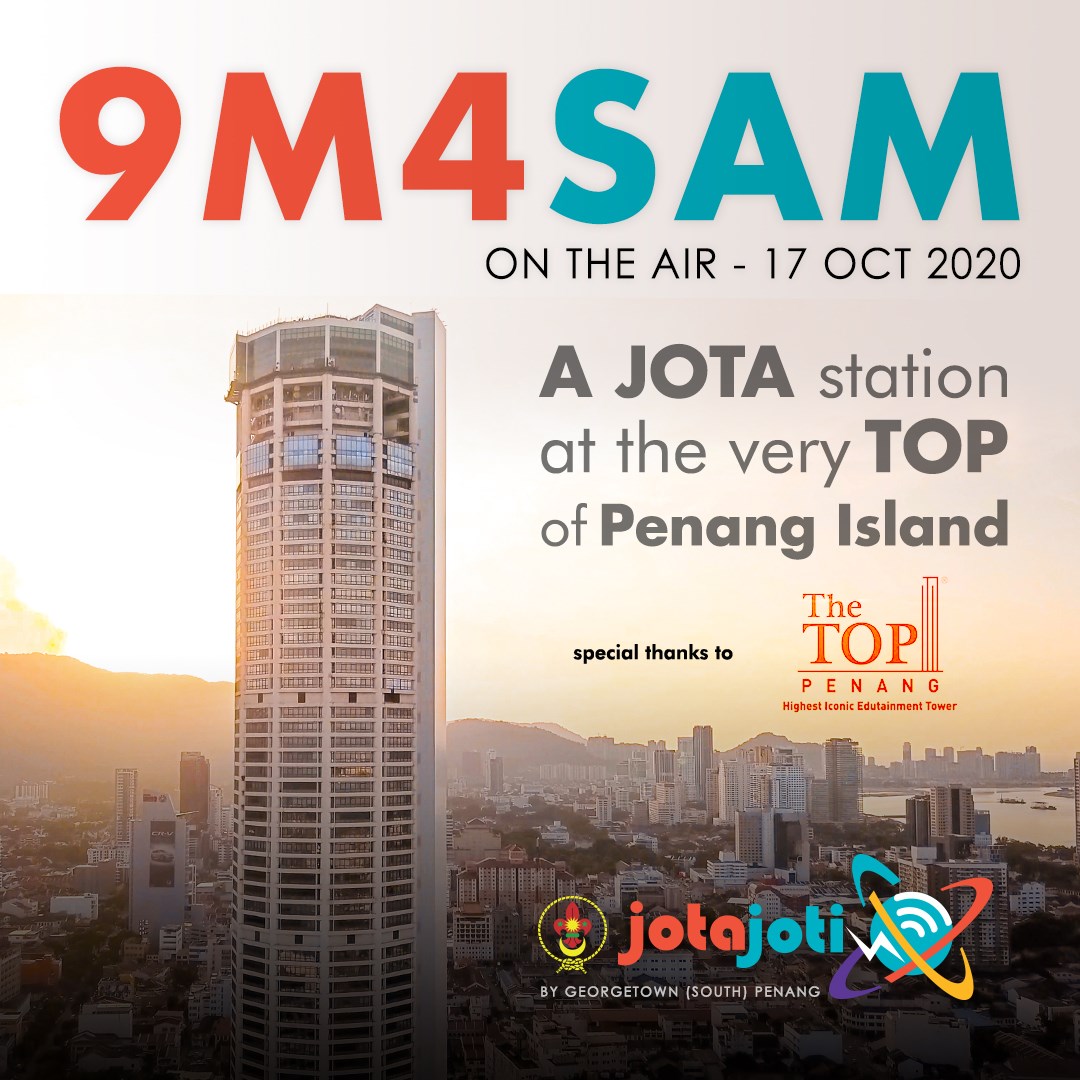 9M4SAM
ON THE AIR - 17 OCT 2020
A JOTA station
at the very TOP
of Penang Island
special thanks to
The
TOP
®
PENANG
Highest Iconic Edutainment Tower
CR-V
jotajoti
BY GEORGETOWN (SOUTH) PENANG